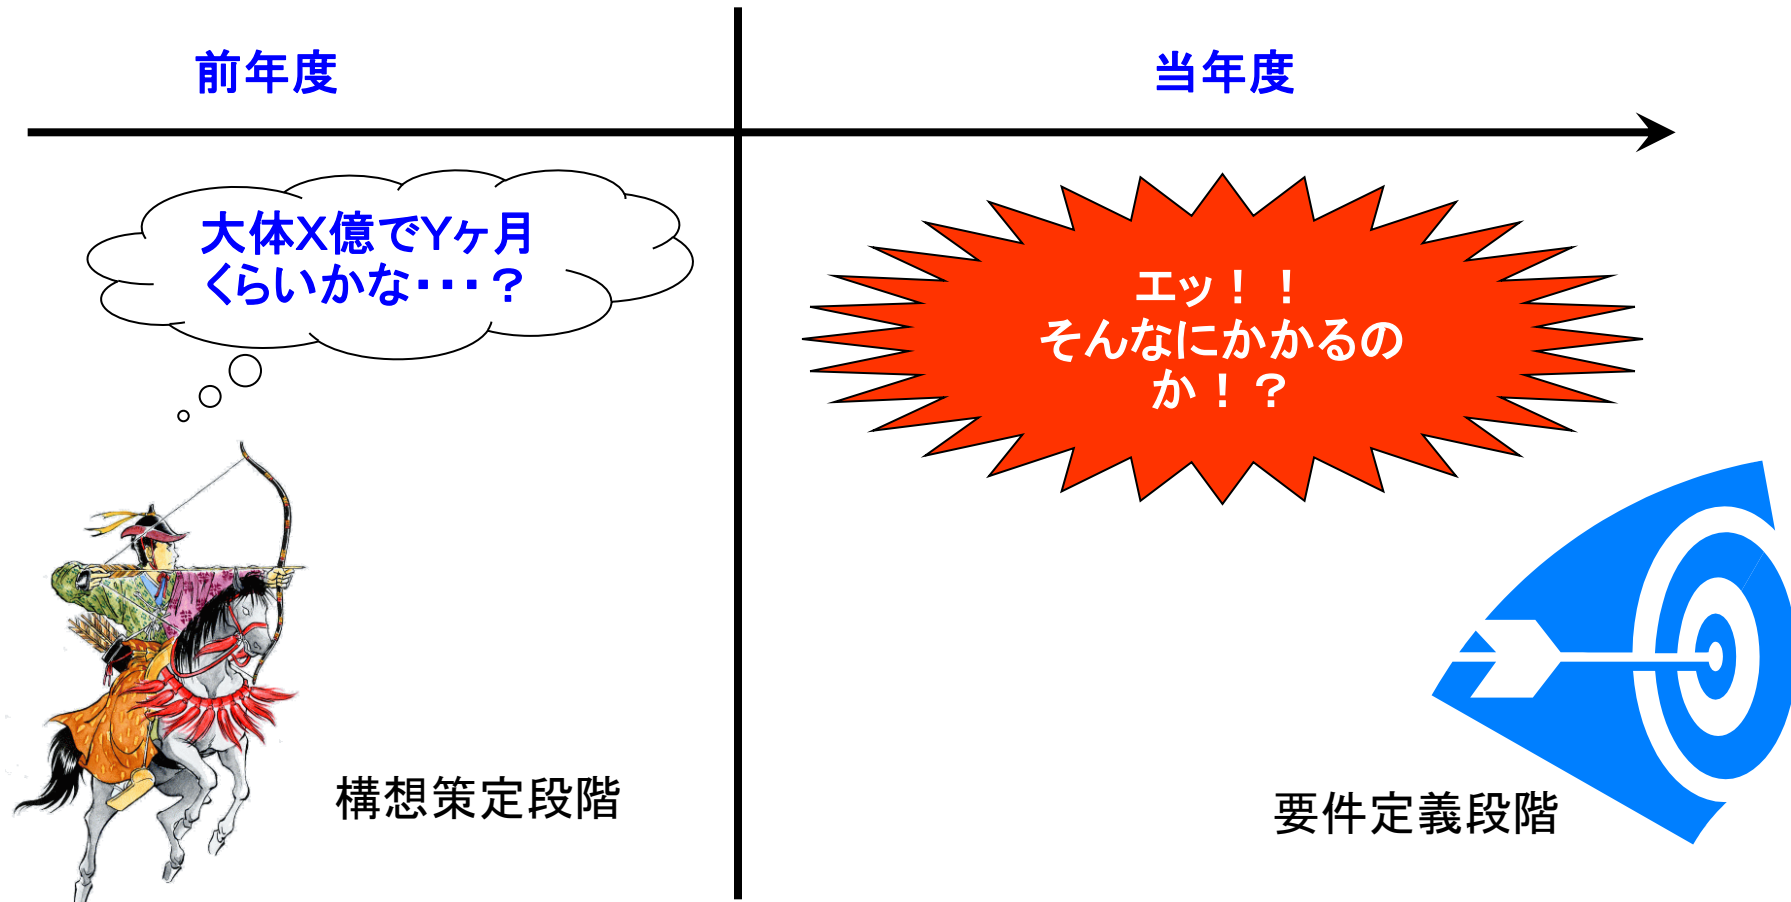 前年度
当年度
大体X億でYヶ月
くらいかな・・・？
エッ！！
そんなにかかるの
か！？
構想策定段階
要件定義段階